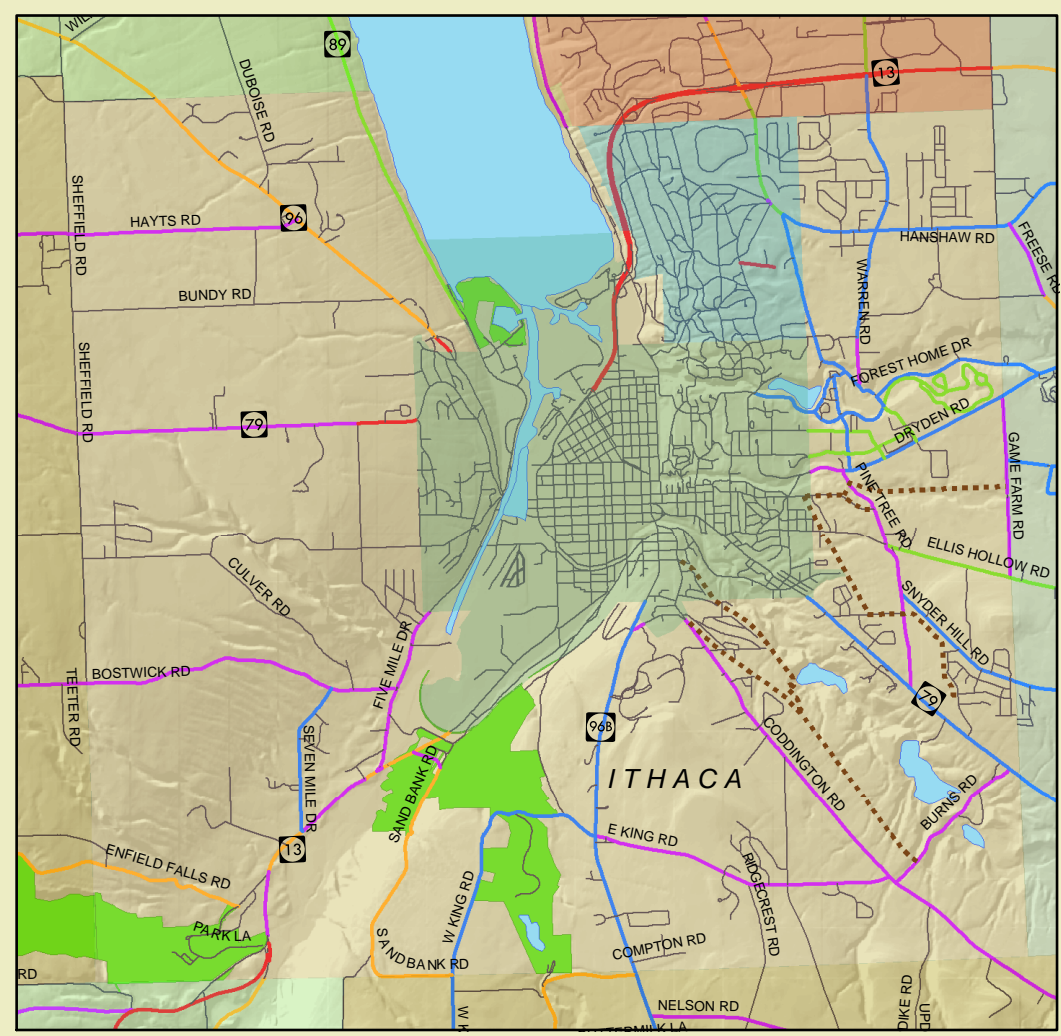 WIL
89
DUBOISE RD
13
SHEFFIELD RD
HAYTS RD
96
HANSHAW RD
FREESE RD
BUNDY RD
WARREN RD
SHEFFIELD RD
FOREST HOME DR
79
DRYDEN RD
GAME FARM RD
PINE TREE RD
ELLIS HOLLOW RD
CULVER RD
SNYDER HILL RD
FIVE MILE DR
BOSTWICK RD
TEETER RD
79
96B
SEVEN MILE DR
CODDINGTON RD
SAND BANK RD
ITHACA
BURNS RD
E KING RD
13
ENFIELD FALLS RD
RIDGECREST RD
W KING RD
PARK LA
SANDBANK RD
COMPTON RD
RD
NELSON RD
DIKE RD
UPD
W K